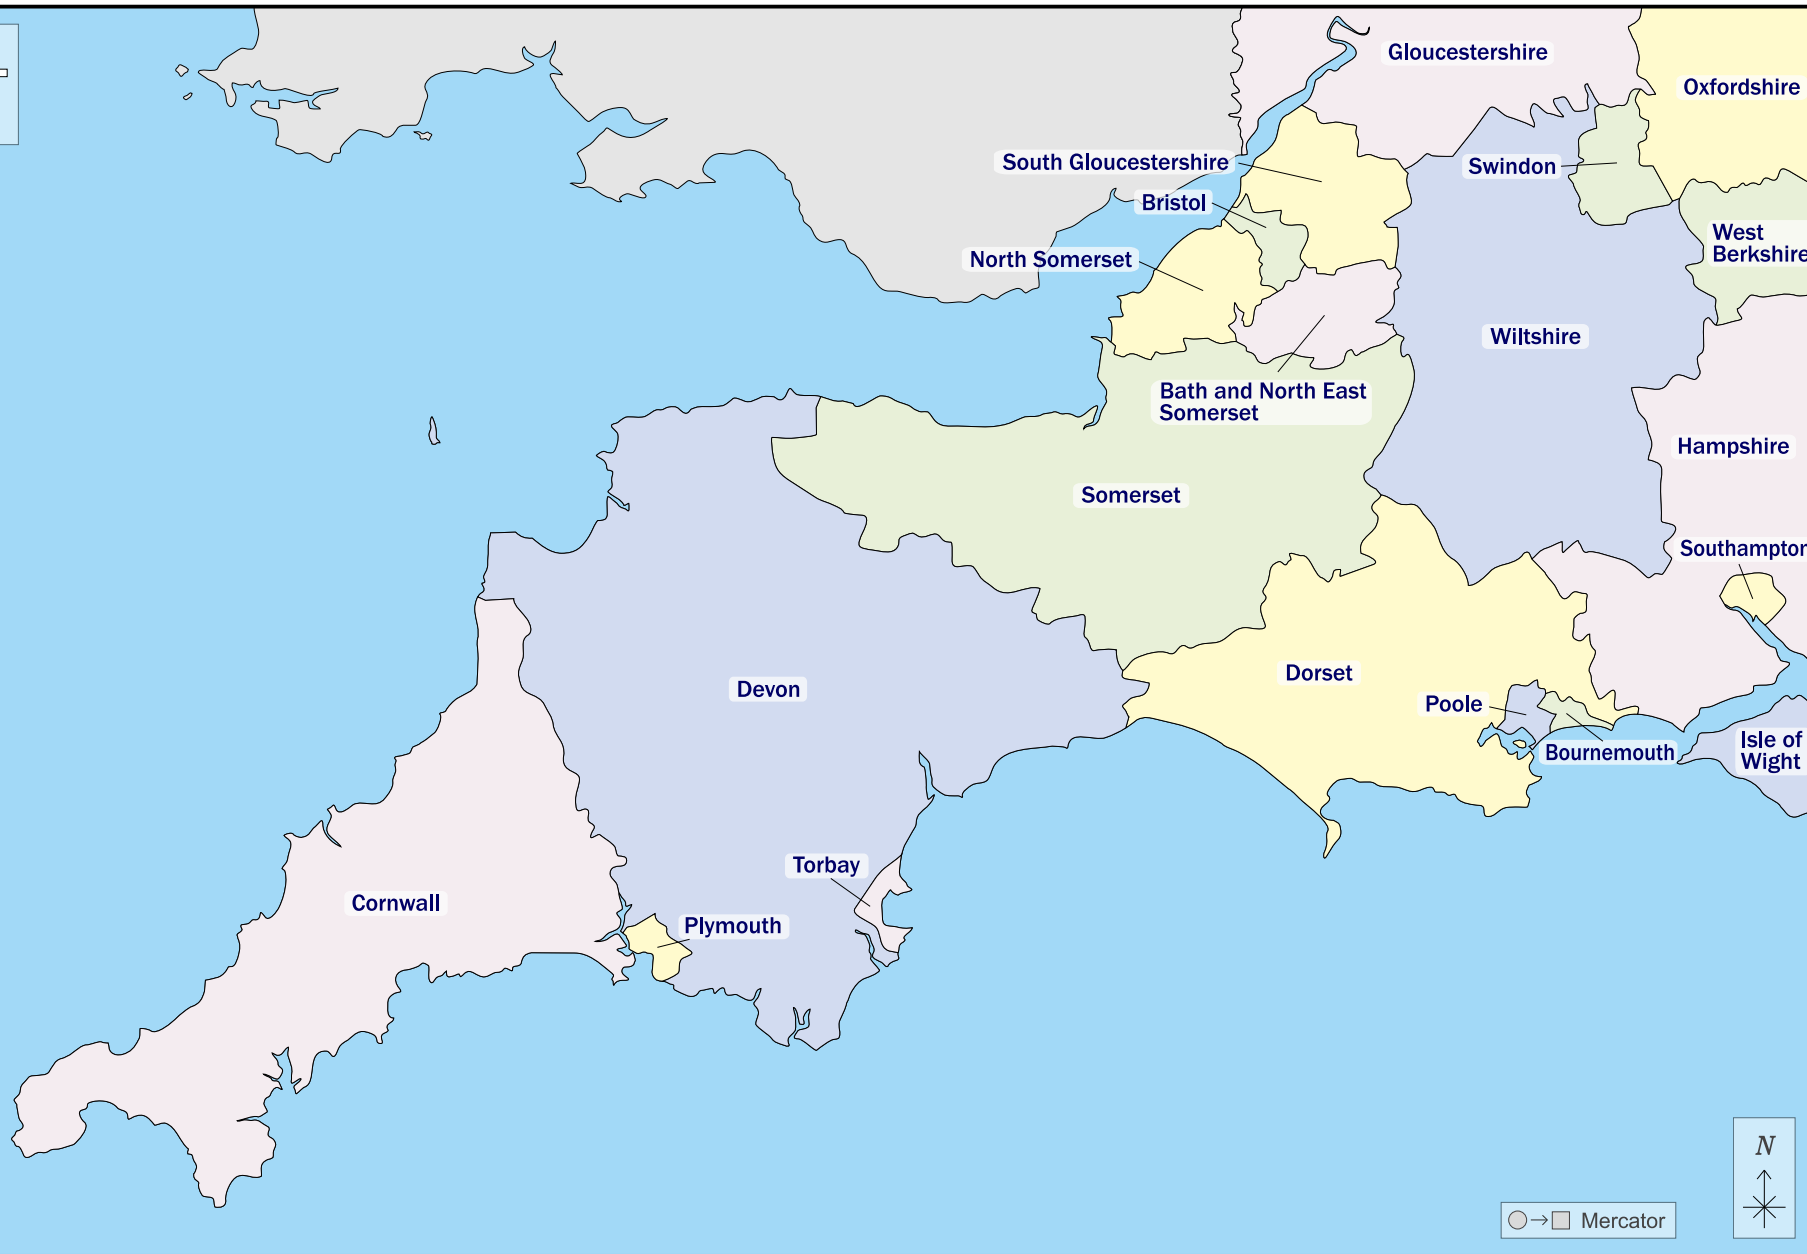 Gloucestershire
Oxfordshire
South Gloucestershire
Swindon
Bristol
West
Berkshire
North Somerset
Wiltshire
Bath and North East
Somerset
Hampshire
Somerset
Southampton
Dorset
Devon
Poole
Bournemouth
Isle of
Wight
Torbay
Cornwall
Plymouth
N
Mercator